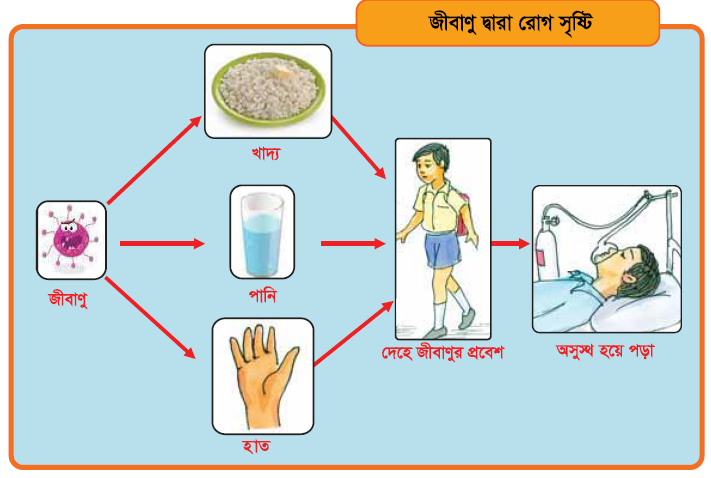 জীবাণু দ্বারা রোগ সৃষ্টি
খাদ্য
জীবাণু
পানি
হাত
দেহে জীবাণুর প্রবেশ
অসুস্থ হয়ে পড়া